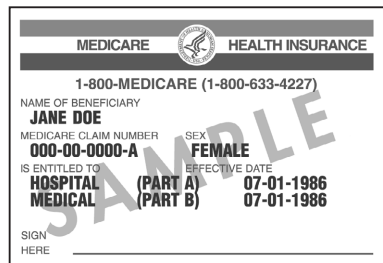 MEDICARE HEALTH INSURANCE
1-800-MEDICARE (1-800-633-4227)
NAME OF BENEFICIARY
JANE DOE
MEDICARE CLAIM NUMBER SEX
000-00-0000-A FEMALE
IS ENTITLED TO EFFECTIVE DATE
HOSPITAL (PART A) 07-01-1986
MEDICAL (PART B) 07-01-1986
SIGN
HERE
SAMPLE